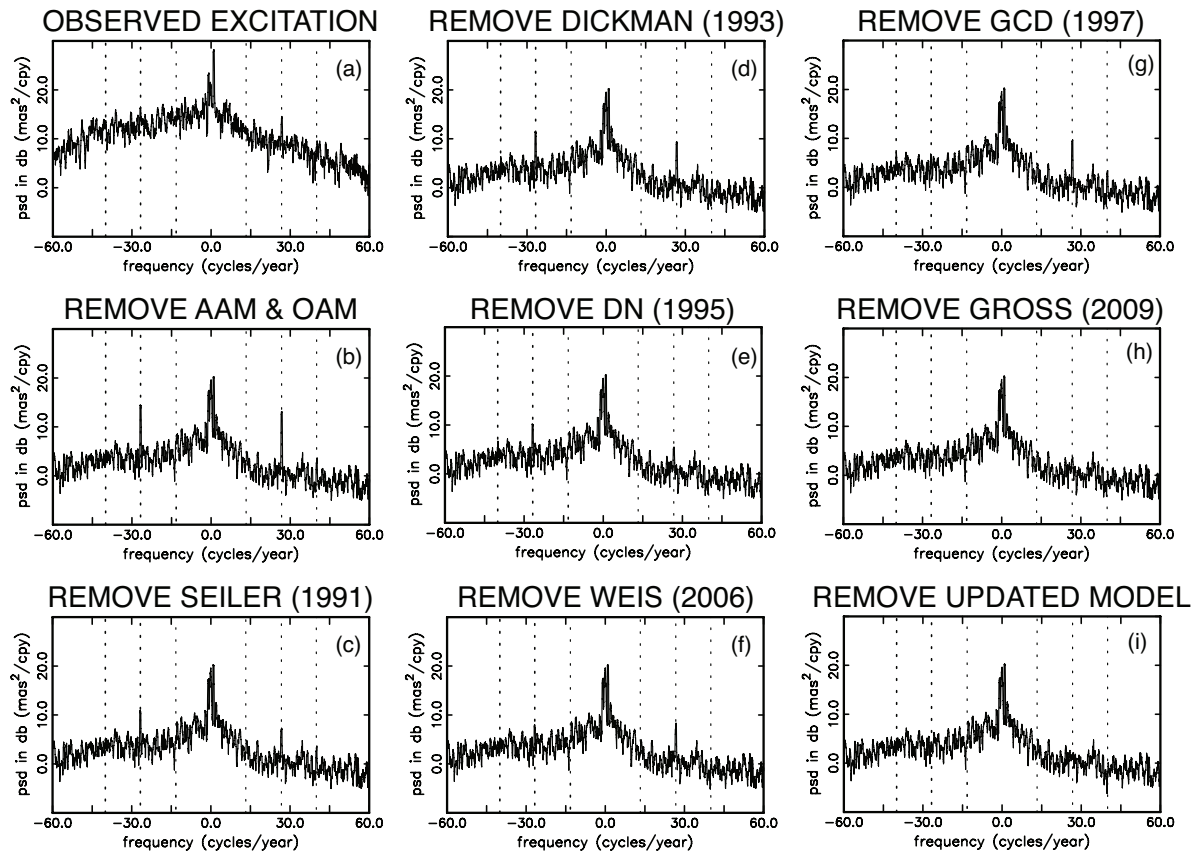 OBSERVED EXCITATION
(a)
psd in db (mas²/cpy)
20.0
10.0
0.0
−60.0 −30.0 0.0 30.0 60.0
frequency (cycles/year)
REMOVE DICKMAN (1993)
(d)
psd in db (mas²/cpy)
20.0
10.0
0.0
−60.0 −30.0 0.0 30.0 60.0
frequency (cycles/year)
REMOVE GCD (1997)
(g)
psd in db (mas²/cpy)
20.0
10.0
0.0
−60.0 −30.0 0.0 30.0 60.0
frequency (cycles/year)
REMOVE AAM & OAM
(b)
psd in db (mas²/cpy)
20.0
10.0
0.0
−60.0 −30.0 0.0 30.0 60.0
frequency (cycles/year)
REMOVE DN (1995)
(e)
psd in db (mas²/cpy)
20.0
10.0
0.0
−60.0 −30.0 0.0 30.0 60.0
frequency (cycles/year)
REMOVE GROSS (2009)
(h)
psd in db (mas²/cpy)
20.0
10.0
0.0
−60.0 −30.0 0.0 30.0 60.0
frequency (cycles/year)
REMOVE SEILER (1991)
(c)
psd in db (mas²/cpy)
20.0
10.0
0.0
−60.0 −30.0 0.0 30.0 60.0
frequency (cycles/year)
REMOVE WEIS (2006)
(f)
psd in db (mas²/cpy)
20.0
10.0
0.0
−60.0 −30.0 0.0 30.0 60.0
frequency (cycles/year)
REMOVE UPDATED MODEL
(i)
psd in db (mas²/cpy)
20.0
10.0
0.0
−60.0 −30.0 0.0 30.0 60.0
frequency (cycles/year)